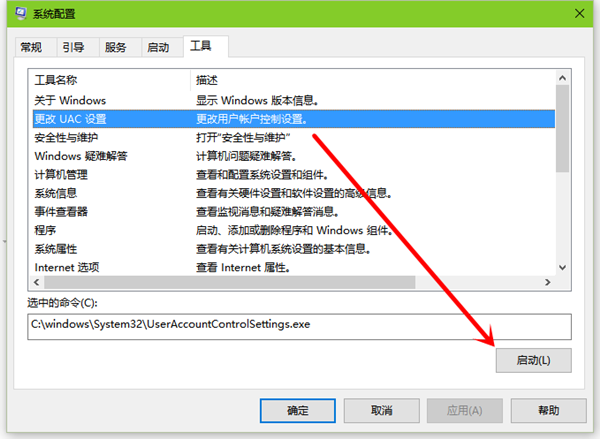 系统配置
常规 引导 服务 启动 工具
工具名称 描述
关于 Windows 显示 Windows 版本信息。
更改 UAC 设置 更改用户帐户控制设置。
安全性与维护 打开“安全性与维护”
Windows 疑难解答 计算机问题疑难解答。
计算机管理 查看和配置系统设置和组件。
系统信息 查看有关硬件设置和软件设置的高级信息。
事件查看器 查看监视消息和疑难解答消息。
程序 启动、添加或删除程序和 Windows 组件。
系统属性 查看有关计算机系统设置的基本信息。
Internet 选项 查看 Internet 属性。
选中的命令(C):
C:\windows\System32\UserAccountControlSettings.exe
启动(L)
确定 取消 应用(A) 帮助